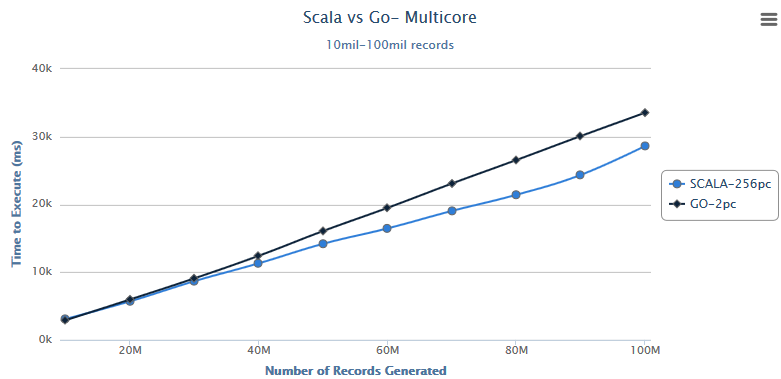 Scala vs Go- Multicore
10mil-100mil records
40k
30k
20k
10k
0k
Time to Execute (ms)
20M
40M
60M
80M
100M
Number of Records Generated
SCALA-256pc
GO-2pc